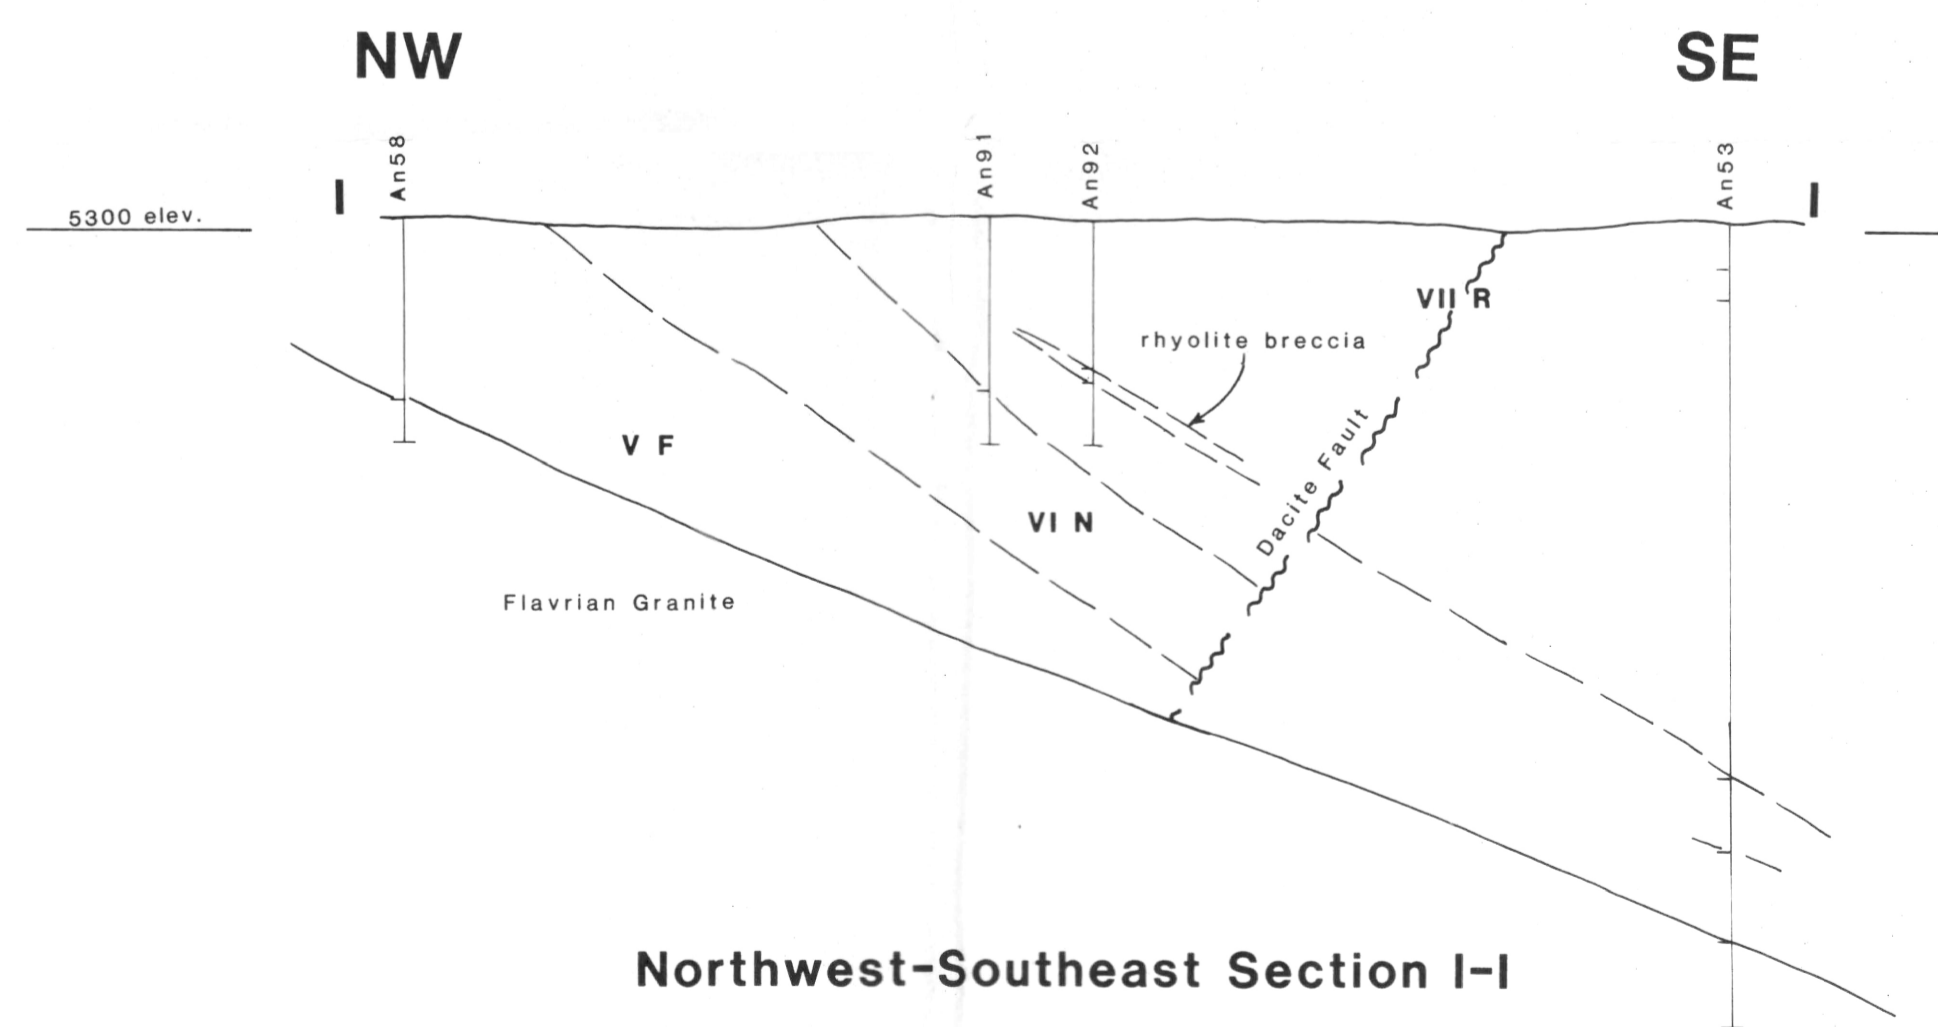 NW
SE
An58
An91
An92
An53
I
I
5300 elev.
VII R
rhyolite breccia
Dacite Fault
V F
VI N
Flavrian Granite
Northwest-Southeast Section I-I